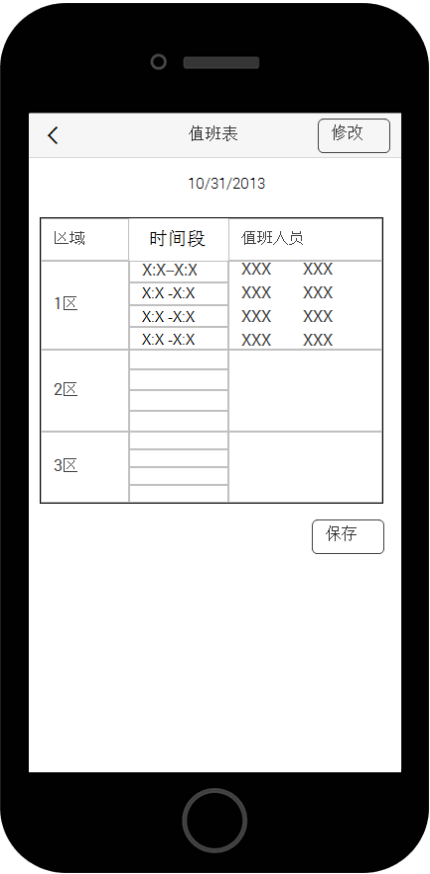 值班表 修改
10/31/2013
区域 时间段 值班人员
1区
X:X–X:X XXX XXX
X:X -X:X XXX XXX
X:X -X:X XXX XXX
X:X -X:X XXX XXX
2区
3区
保存